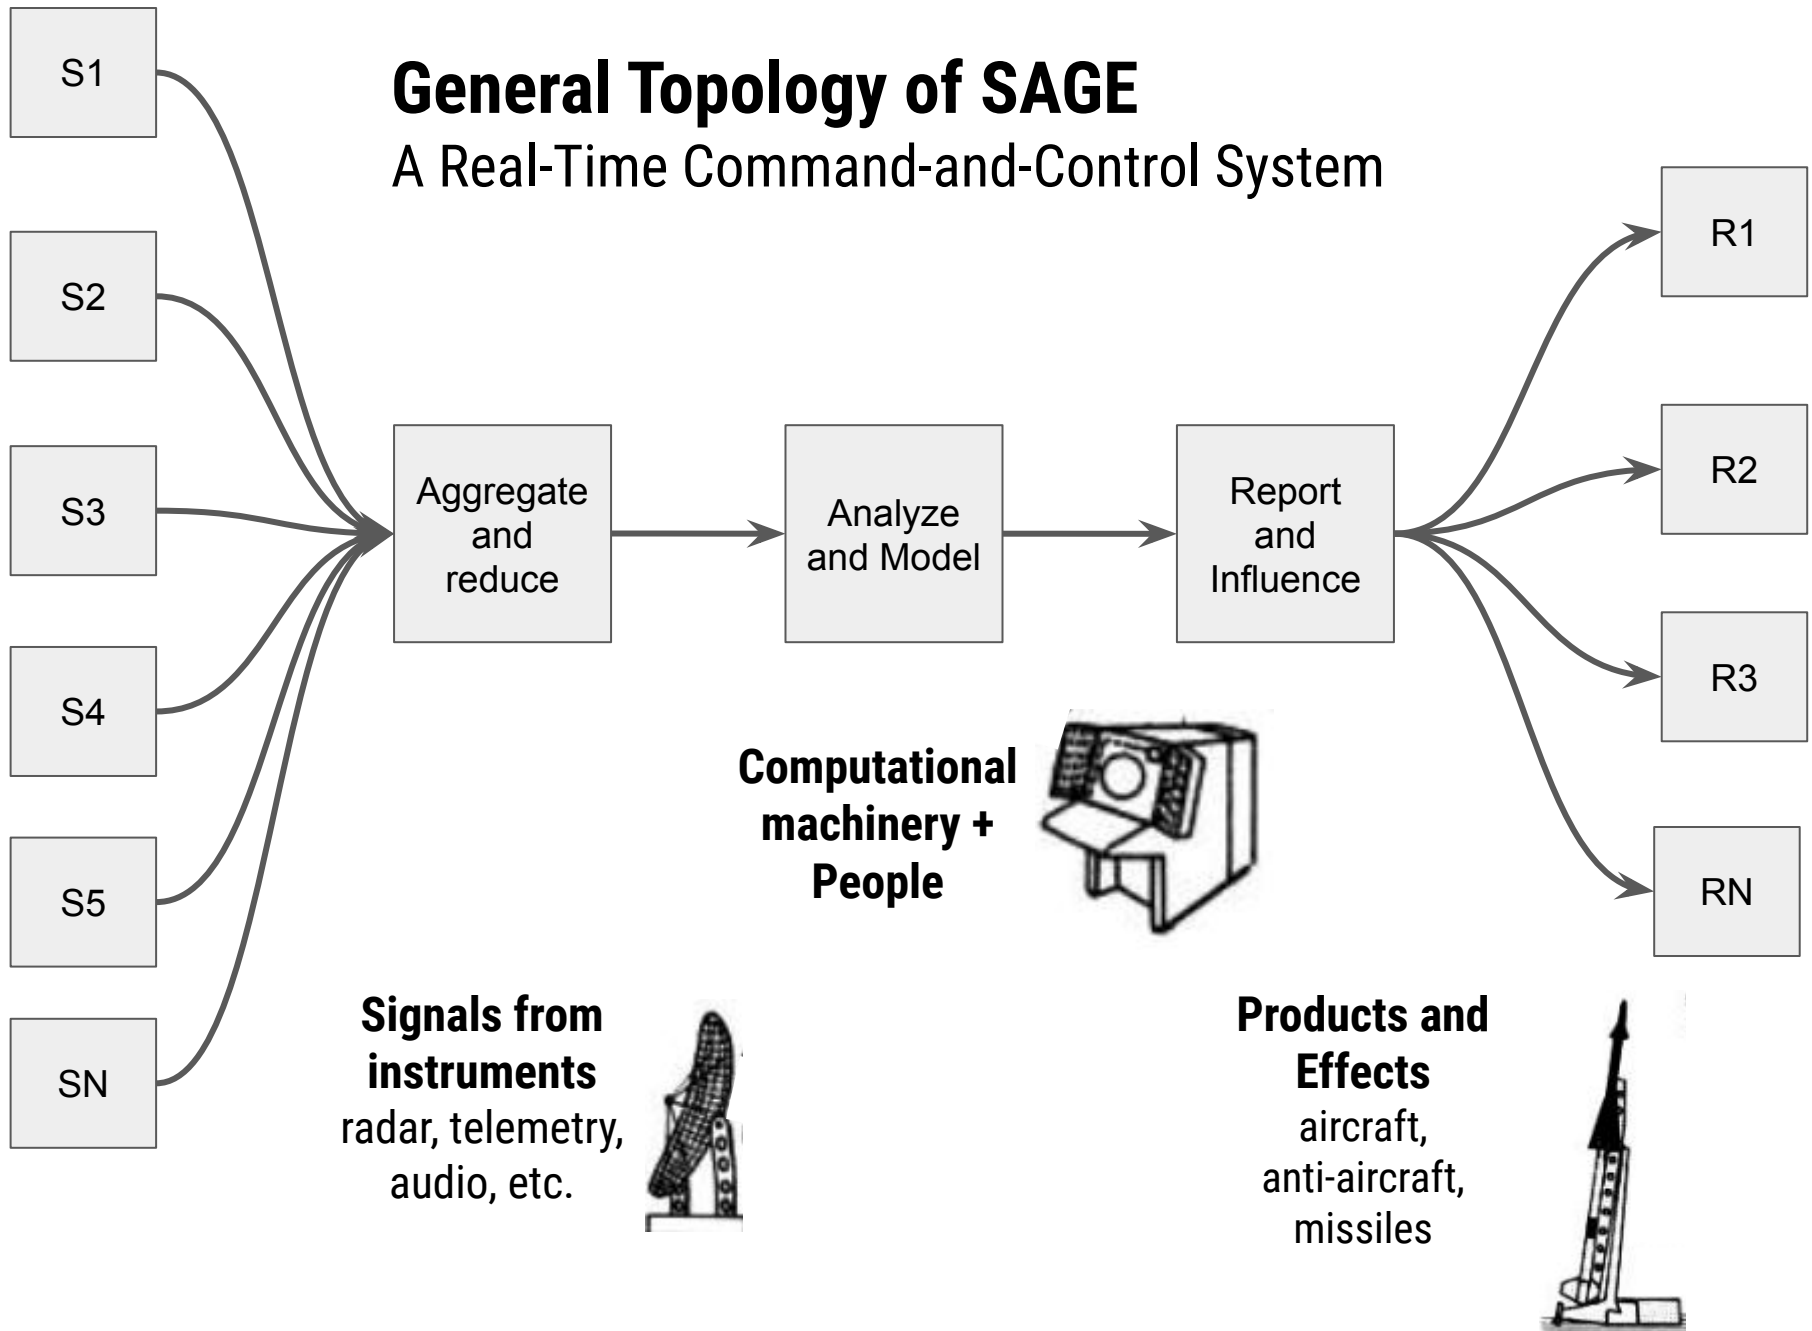 General Topology of SAGE
A Real-Time Command-and-Control System
S1
S2
S3
S4
S5
SN
Aggregate
and
reduce
Analyze
and Model
Report
and
Influence
R1
R2
R3
RN
Computational
machinery +
People
Signals from
instruments
radar, telemetry,
audio, etc.
Products and
Effects
aircraft,
anti-aircraft,
missiles